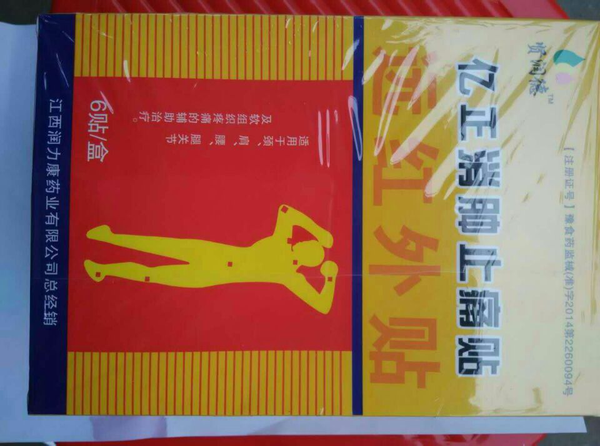 [注册证号] 豫食药监械(准)字2014第2260094号
亿正消肿止痛贴
远红外贴
适用于颈、肩、腰、腿关节
及软组织疼痛的辅助治疗。
6贴/盒
江西润力康药业有限公司总经销